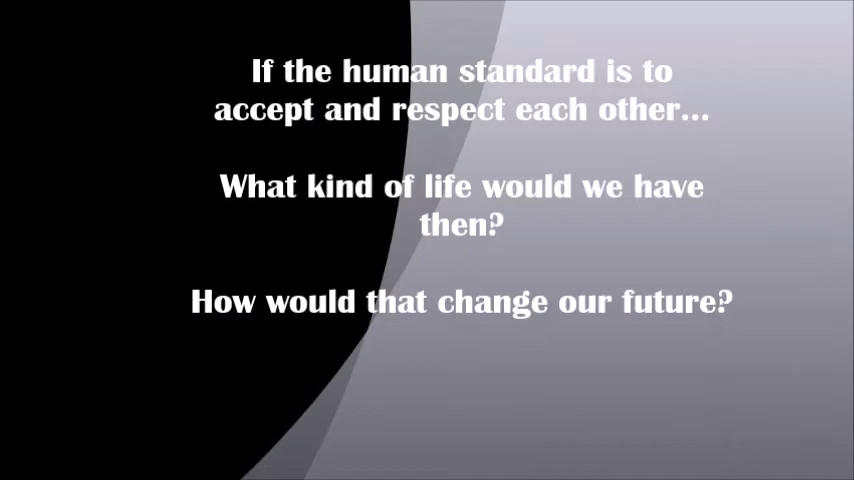 If the human standard is to
accept and respect each other...
What kind of life would we have
then?
How would that change our future?